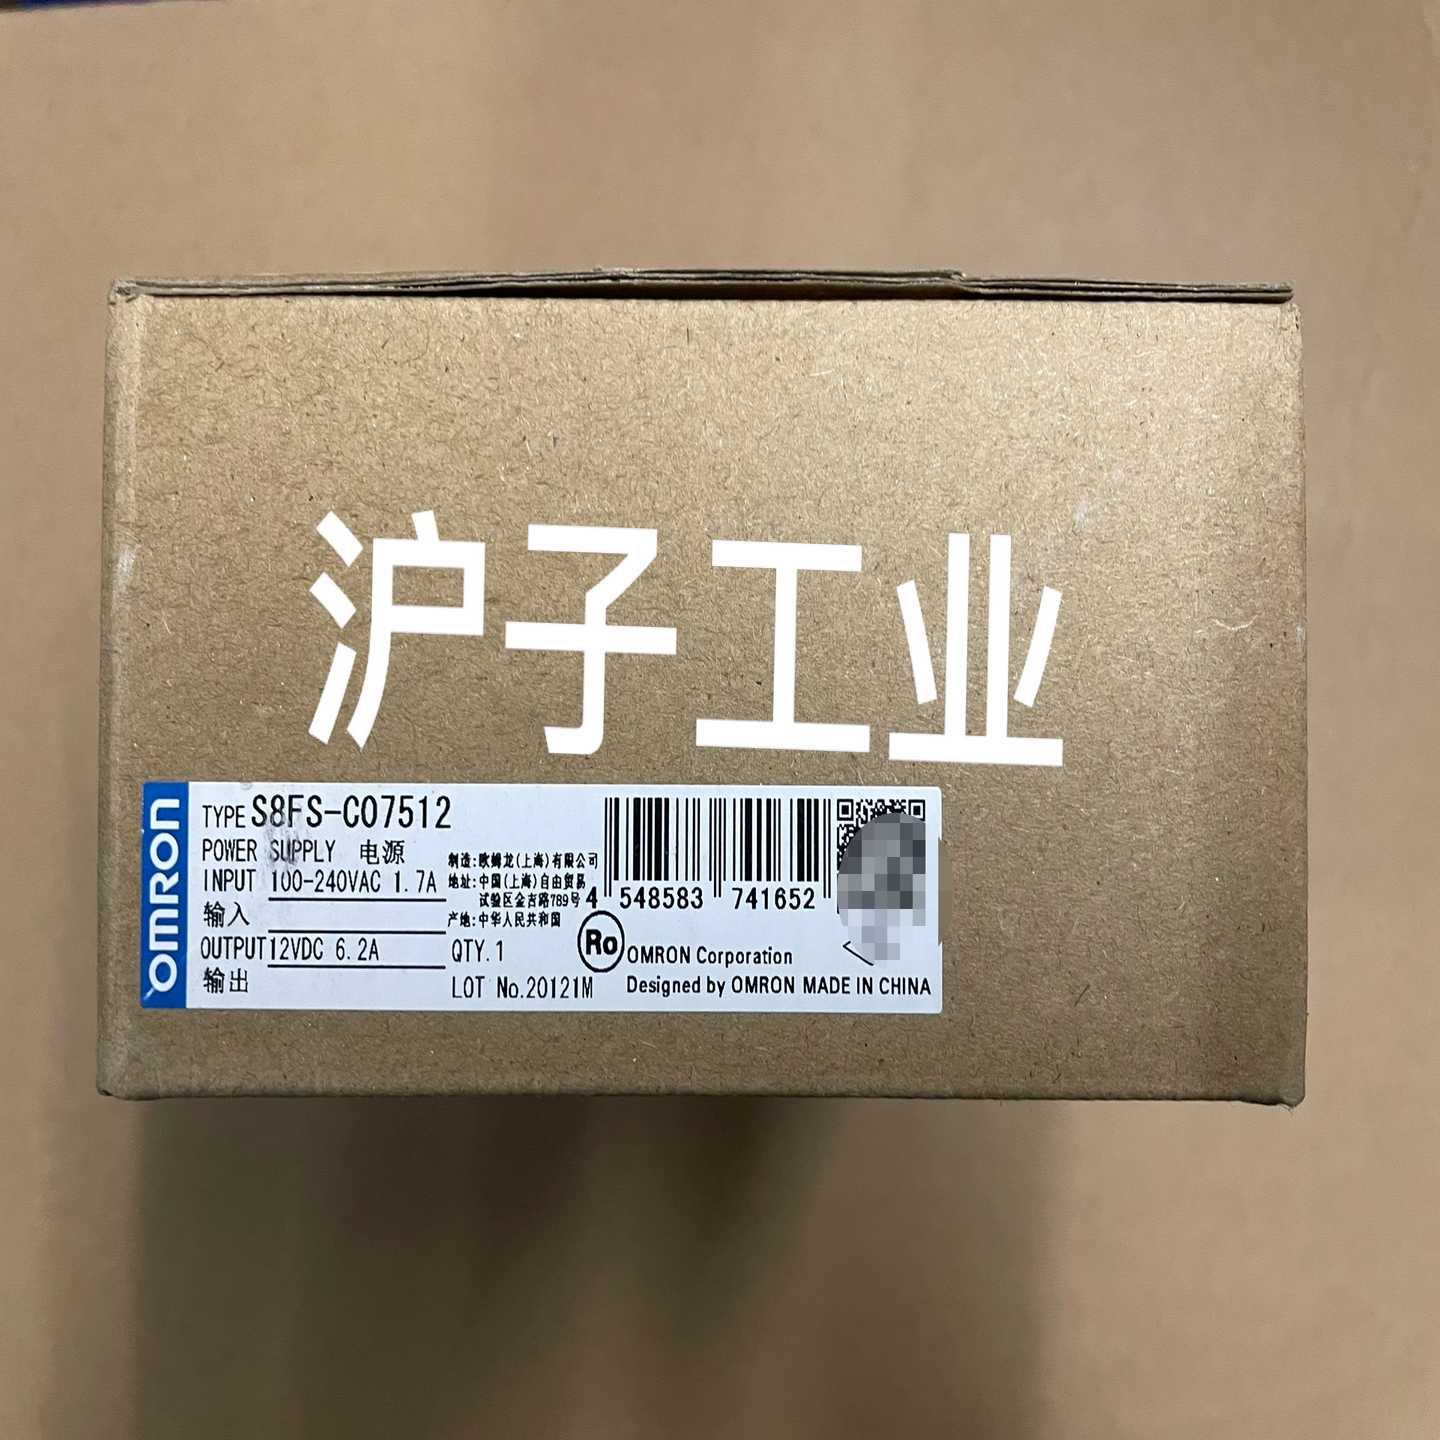 沪子工业
OMRON
TYPE S8FS-C07512
POWER SUPPLY 电源
INPUT 100-240VAC 1.7A
输入
OUTPUT 12VDC 6.2A
输出
制造:欧姆龙(上海)有限公司
地址:中国(上海)自由贸易
试验区金吉路789号
产地:中华人民共和国
QTY.1
LOT No.20121M
4 548583 741652
Ro
OMRON Corporation
Designed by OMRON MADE IN CHINA